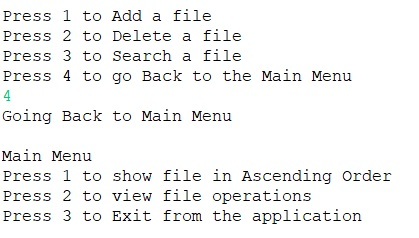 Press 1 to Add a file
Press 2 to Delete a file
Press 3 to Search a file
Press 4 to go Back to the Main Menu
4
Going Back to Main Menu

Main Menu
Press 1 to show file in Ascending Order
Press 2 to view file operations
Press 3 to Exit from the application